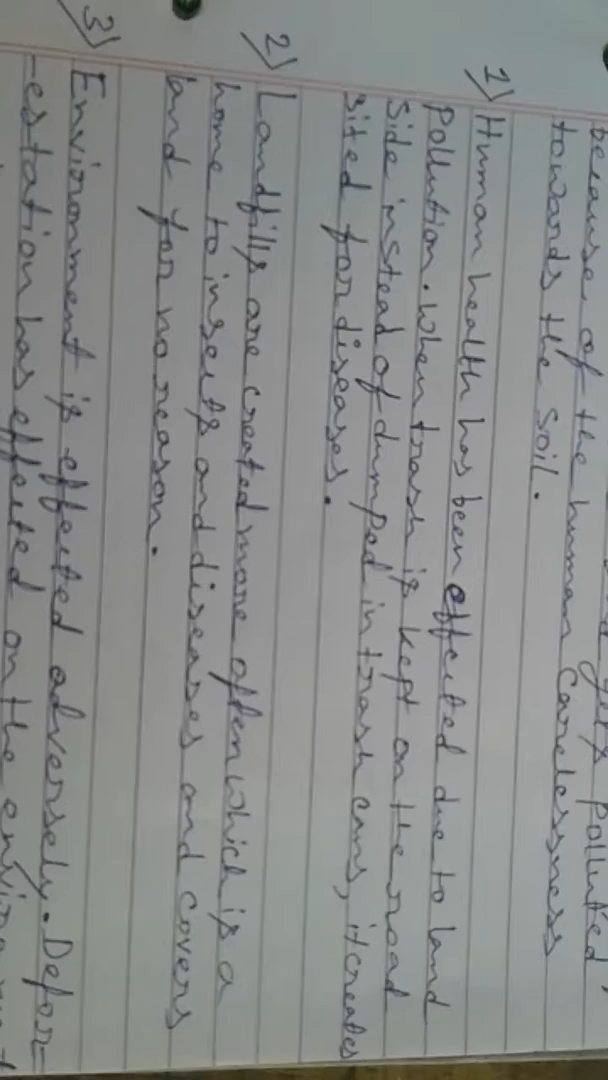 gets polluted,
because of the human carelessness
towards the soil.
1) Human health has been effected due to land
pollution. When trash is kept on the road
side instead of dumped in trash cans, it creates
sited for diseases.
2) Landfills are created more often which is a
home to insects and diseases and covers
land for no reason.
3) Environment is effected adversely. Defor-
-estation has effected on the